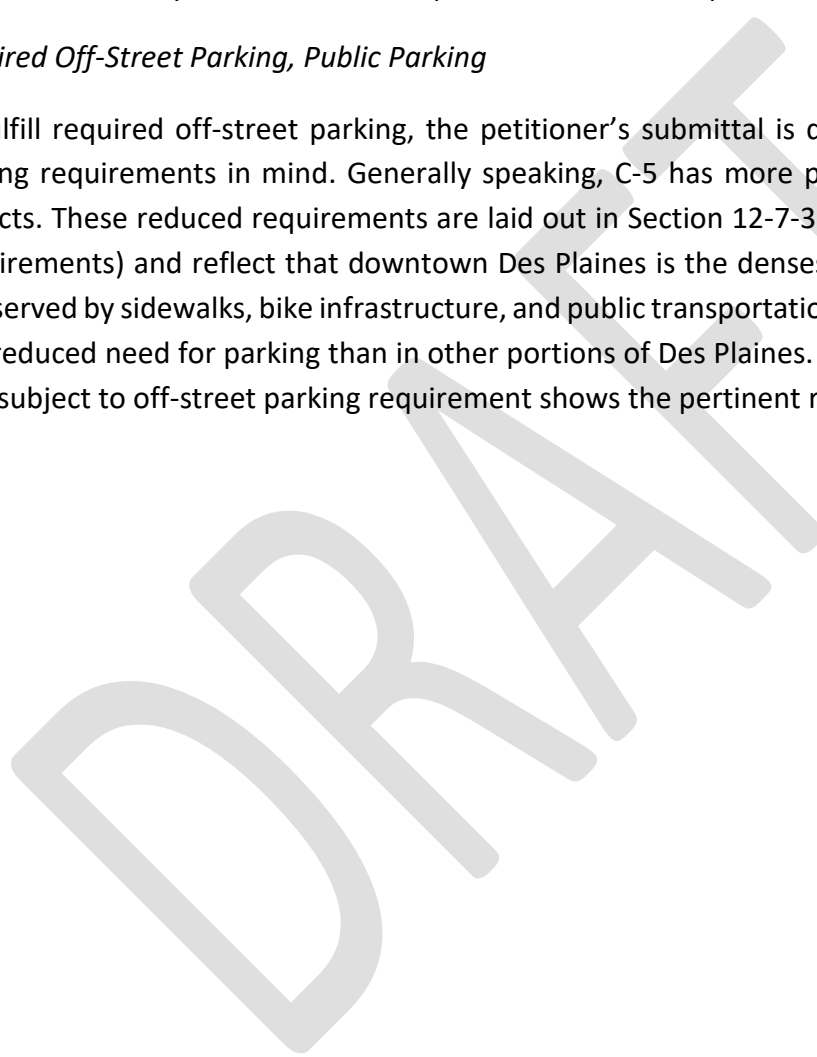 ired Off-Street Parking, Public Parking
lfill required off-street parking, the petitioner’s submittal is
ng requirements in mind. Generally speaking, C-5 has more
cts. These reduced requirements are laid out in Section 12-7-3
irements) and reflect that downtown Des Plaines is the denses
served by sidewalks, bike infrastructure, and public transportatio
reduced need for parking than in other portions of Des Plaines.
subject to off-street parking requirement shows the pertinent
DRAFT